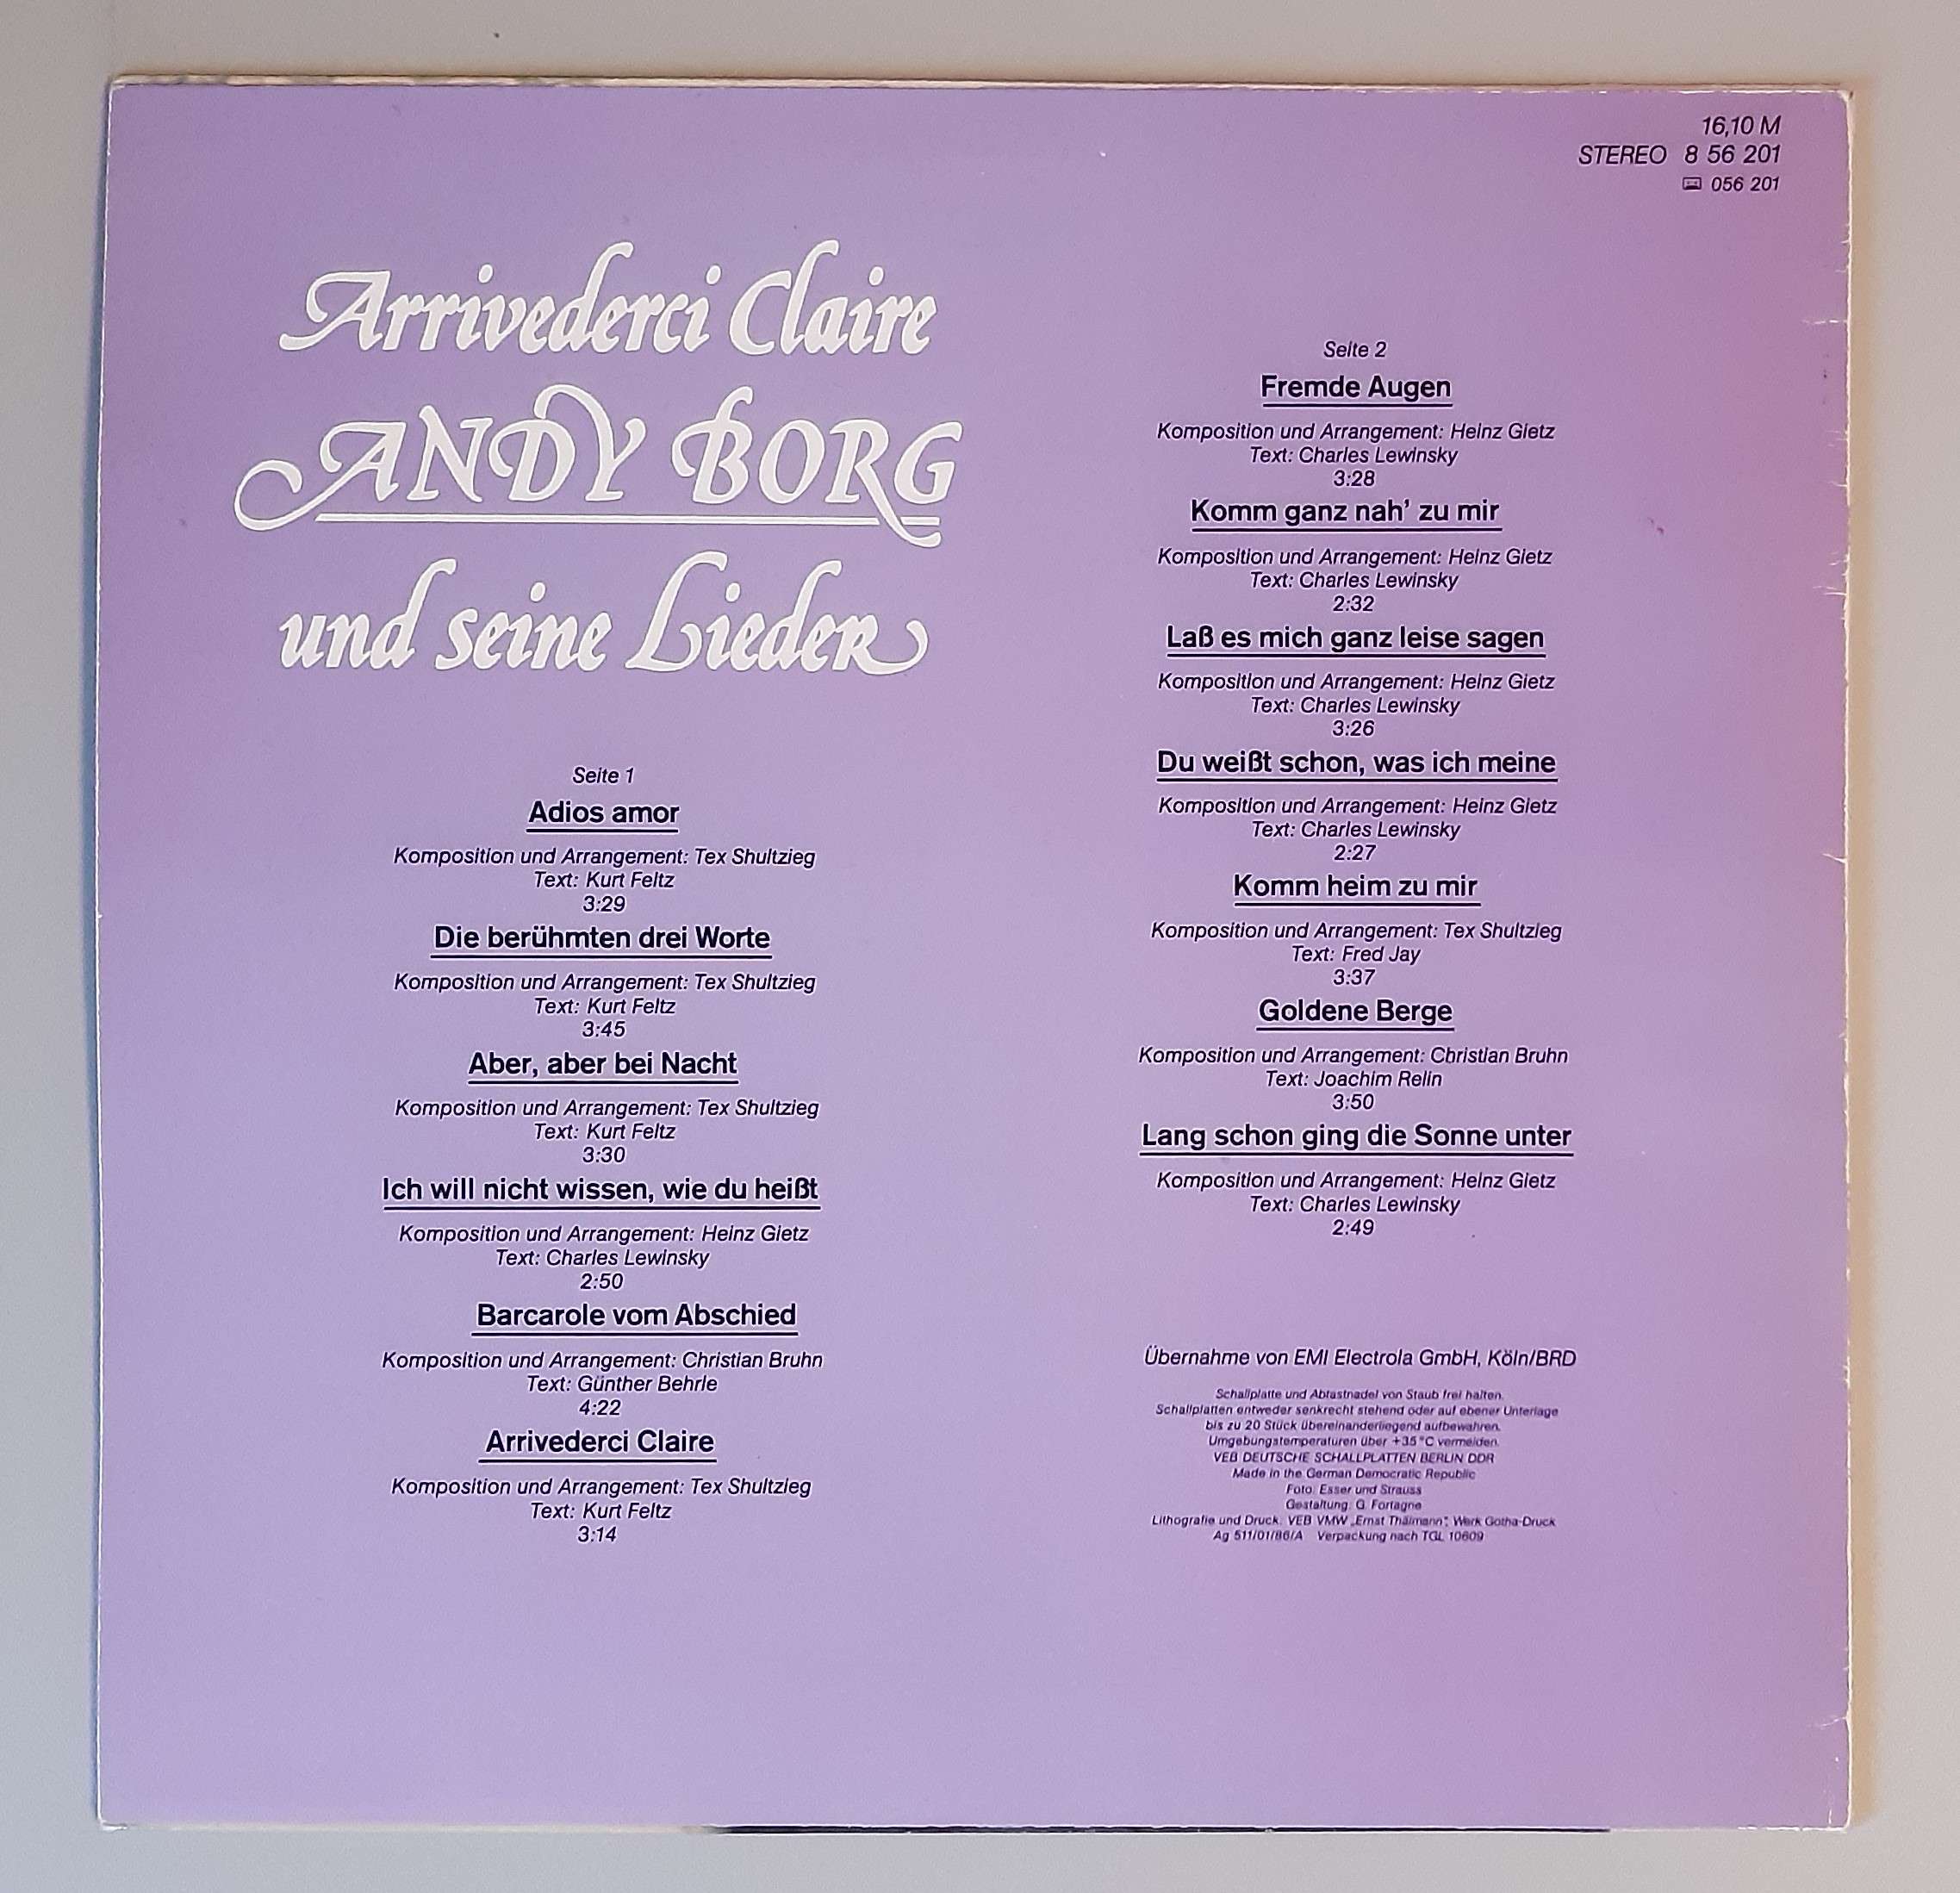 16,10 M
STEREO 8 56 201
056 201
Arrivederci Claire
ANDY BORG
und seine Lieder
Seite 1
Adios amor
Komposition und Arrangement: Tex Shultzieg
Text: Kurt Feltz
3:29
Die berühmten drei Worte
Komposition und Arrangement: Tex Shultzieg
Text: Kurt Feltz
3:45
Aber, aber bei Nacht
Komposition und Arrangement: Tex Shultzieg
Text: Kurt Feltz
3:30
Ich will nicht wissen, wie du heißt
Komposition und Arrangement: Heinz Gietz
Text: Charles Lewinsky
2:50
Barcarole vom Abschied
Komposition und Arrangement: Christian Bruhn
Text: Günther Behrle
4:22
Arrivederci Claire
Komposition und Arrangement: Tex Shultzieg
Text: Kurt Feltz
3:14
Seite 2
Fremde Augen
Komposition und Arrangement: Heinz Gietz
Text: Charles Lewinsky
3:28
Komm ganz nah' zu mir
Komposition und Arrangement: Heinz Gietz
Text: Charles Lewinsky
2:32
Laß es mich ganz leise sagen
Komposition und Arrangement: Heinz Gietz
Text: Charles Lewinsky
3:26
Du weißt schon, was ich meine
Komposition und Arrangement: Heinz Gietz
Text: Charles Lewinsky
2:27
Komm heim zu mir
Komposition und Arrangement: Tex Shultzieg
Text: Fred Jay
3:37
Goldene Berge
Komposition und Arrangement: Christian Bruhn
Text: Joachim Relin
3:50
Lang schon ging die Sonne unter
Komposition und Arrangement: Heinz Gietz
Text: Charles Lewinsky
2:49
Übernahme von EMI Electrola GmbH, Köln/BRD
Schallplatte und Abtastnadel von Staub frei halten.
Schallplatten entweder senkrecht stehend oder auf ebener Unterlage
bis zu 20 Stück übereinanderliegend aufbewahren.
Umgebungstemperaturen über +35 °C vermeiden.
VEB DEUTSCHE SCHALLPLATTEN BERLIN DDR
Made in the German Democratic Republic
Foto: Esser und Strauss
Gestaltung: G. Fortagne
Lithografie und Druck: VEB VMW „Ernst Thälmann", Werk Gotha-Druck
Ag 511/01/86/A Verpackung nach TGL 10609